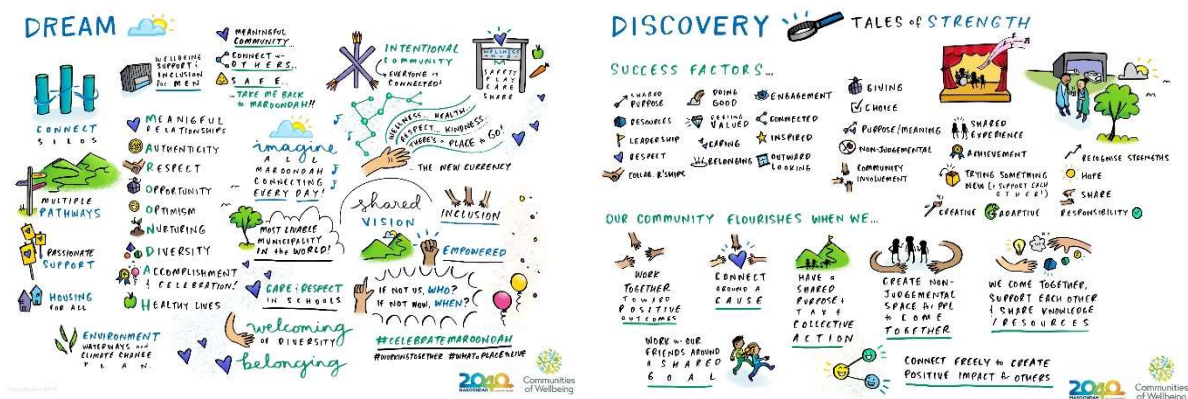 DREAM
CONNECT
SILOS
WELLBEING
SUPPORT &
INCLUSION
for MEN
MEANINGFUL
COMMUNITY...
CONNECT w-
OTHERS...
SAFE...
...TAKE ME BACK
to MAROONDAH!!
INTENTIONAL
COMMUNITY
EVERYONE is
CONNECTED!
WELLNESS
HUB
SAFETY
PLAY
CARE
SHARE
MEANIGFUL
RELATIONSHIPS
AUTHENTICITY
RESPECT
OPPORTUNITY
OPTIMISM
NURTURING
DIVERSITY
ACCOMPLISHMENT
& CELEBRATION!
HEALTHY LIVES
MULTIPLE
PATHWAYS
PASSIONATE
SUPPORT
HOUSING
FOR ALL
ENVIRONMENT
WATERWAYS and
CLIMATE CHANGE
PLAN
imagine
ALL
MAROONDAH
CONNECTING
EVERY DAY!
WELLNESS... HEALTH...
RESPECT... KINDNESS
THERE'S a PLACE to GO!
...THE NEW CURRENCY
MOST LIVABLE
MUNICIPALITY
IN the WORLD!
shared
VISION
INCLUSION
EMPOWERED
CARE & RESPECT
IN SCHOOLS
IF NOT US, WHO?
IF NOT NOW, WHEN?
welcoming
OF DIVERSITY
belonging
#CELEBRATEMAROONDAH
#WORKINGTOGETHER #WHATaPLACEtoLIVE
2040
MAROONDAH
Communities
of Wellbeing
DISCOVERY
TALES of STRENGTH
SUCCESS FACTORS...
SHARED
PURPOSE
RESOURCES
LEADERSHIP
RESPECT
COLLAB. R'SHIPS
DOING
GOOD
FEELING
VALUED
CARING
BELONGING
ENGAGEMENT
CONNECTED
INSPIRED
OUTWARD
LOOKING
GIVING
CHOICE
PURPOSE/MEANING
NON-JUDGEMENTAL
COMMUNITY
INVOLVEMENT
CREATIVE
ADAPTIVE
SHARED
EXPERIENCE
ACHIEVEMENT
TRYING SOMETHING
NEW (& SUPPORT EACH
OTHER!)
RECOGNISE STRENGTHS
HOPE
SHARE
RESPONSIBILITY
OUR COMMUNITY FLOURISHES WHEN WE...
WORK
TOGETHER
TOWARD
POSITIVE
OUTCOMES
CONNECT
AROUND A
CAUSE
HAVE a
SHARED
PURPOSE &
TAKE
COLLECTIVE
ACTION
CREATE NON-
JUDGEMENTAL
SPACE for PPL
to COME
TOGETHER
WE COME TOGETHER,
SUPPORT EACH OTHER
& SHARE KNOWLEDGE
/ RESOURCES
WORK w- OUR
FRIENDS AROUND
a SHARED
GOAL
CONNECT FREELY to CREATE
POSITIVE IMPACT for OTHERS
2040
MAROONDAH
Communities
of Wellbeing